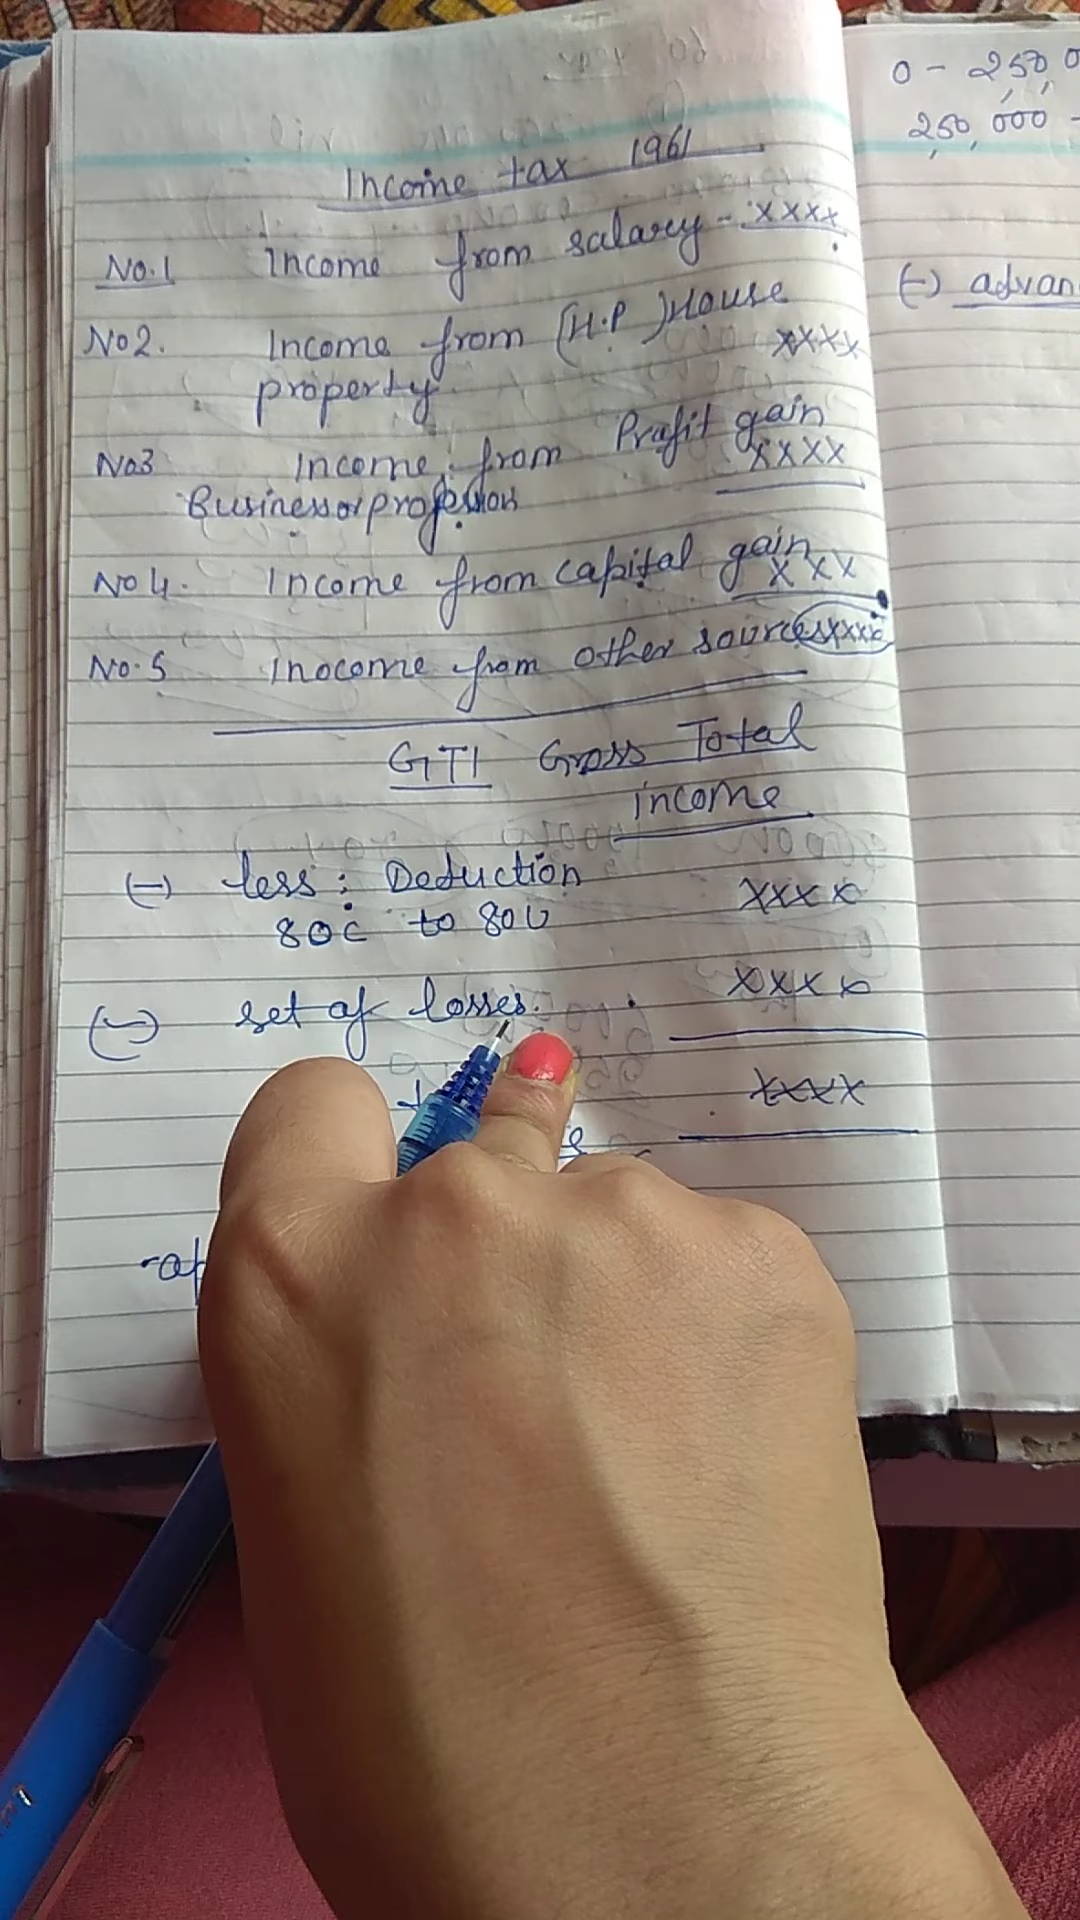 Income tax 1961
No.1 Income from salary - xxxx
No2. Income from (H.P) House
property xxxx
No3 Income from Profit gain
Business or profession xxxx
No4. Income from capital gain
xxx
No.5 Inocome from other sources xxxx
GTI Gross Total
income
(-) less: Deduction xxxx
80C to 80U
(-) set of losses. xxxx
xxxx
0 - 250,0
250,000 -
(-) advan